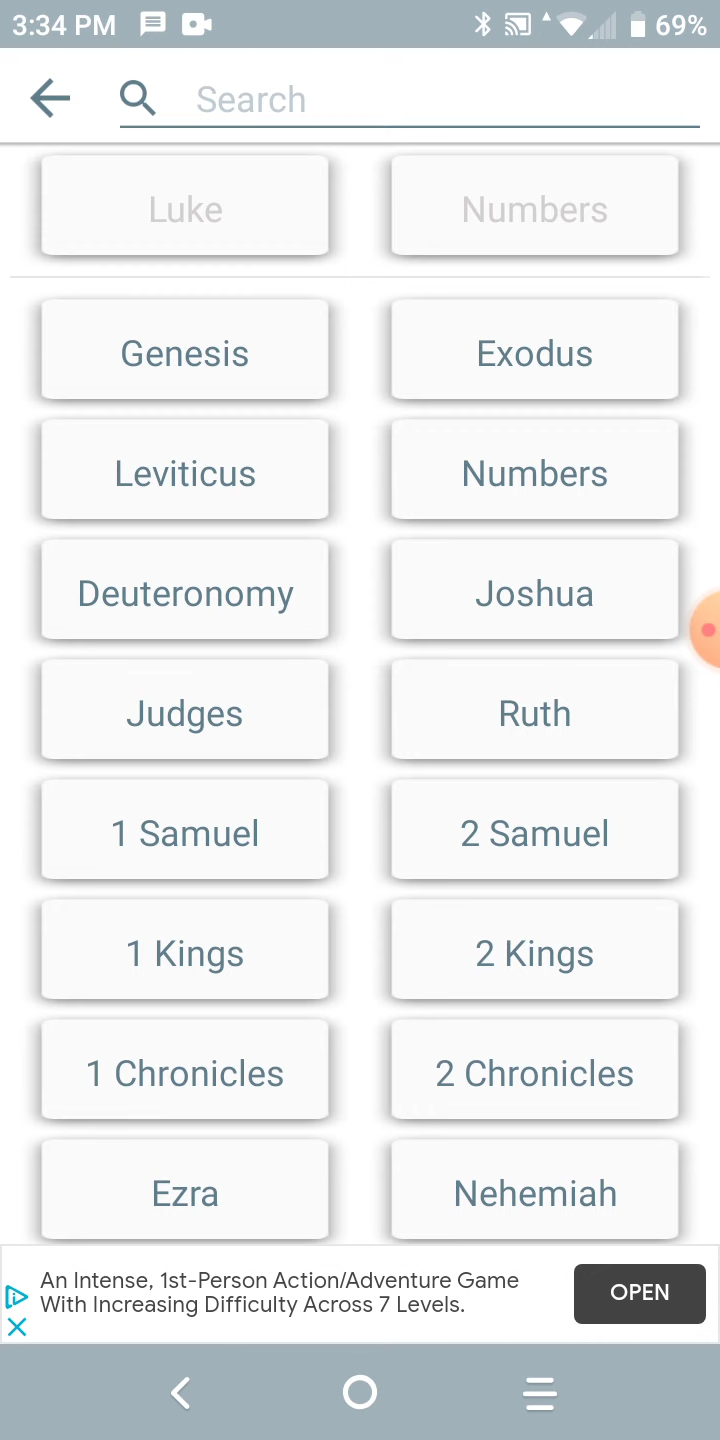 3:34 PM 69%
Search
Luke Numbers
Genesis Exodus
Leviticus Numbers
Deuteronomy Joshua
Judges Ruth
1 Samuel 2 Samuel
1 Kings 2 Kings
1 Chronicles 2 Chronicles
Ezra Nehemiah
An Intense, 1st-Person Action/Adventure Game
With Increasing Difficulty Across 7 Levels.
OPEN